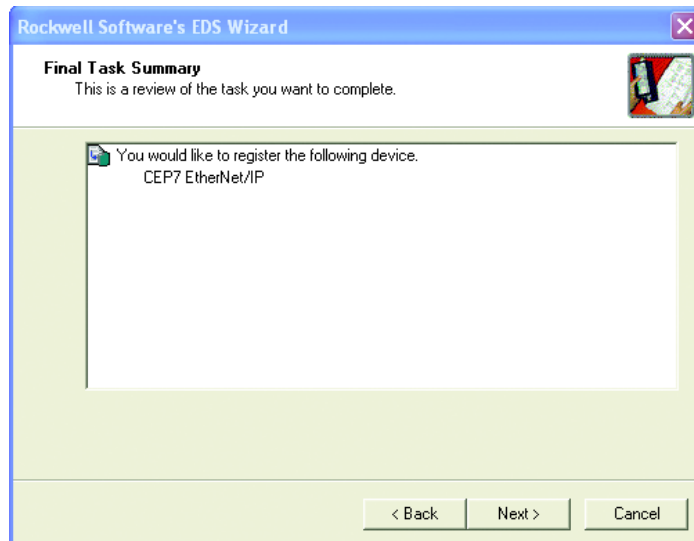 Rockwell Software's EDS Wizard
Final Task Summary
This is a review of the task you want to complete.
You would like to register the following device.
CEP7 EtherNet/IP
< Back
Next >
Cancel